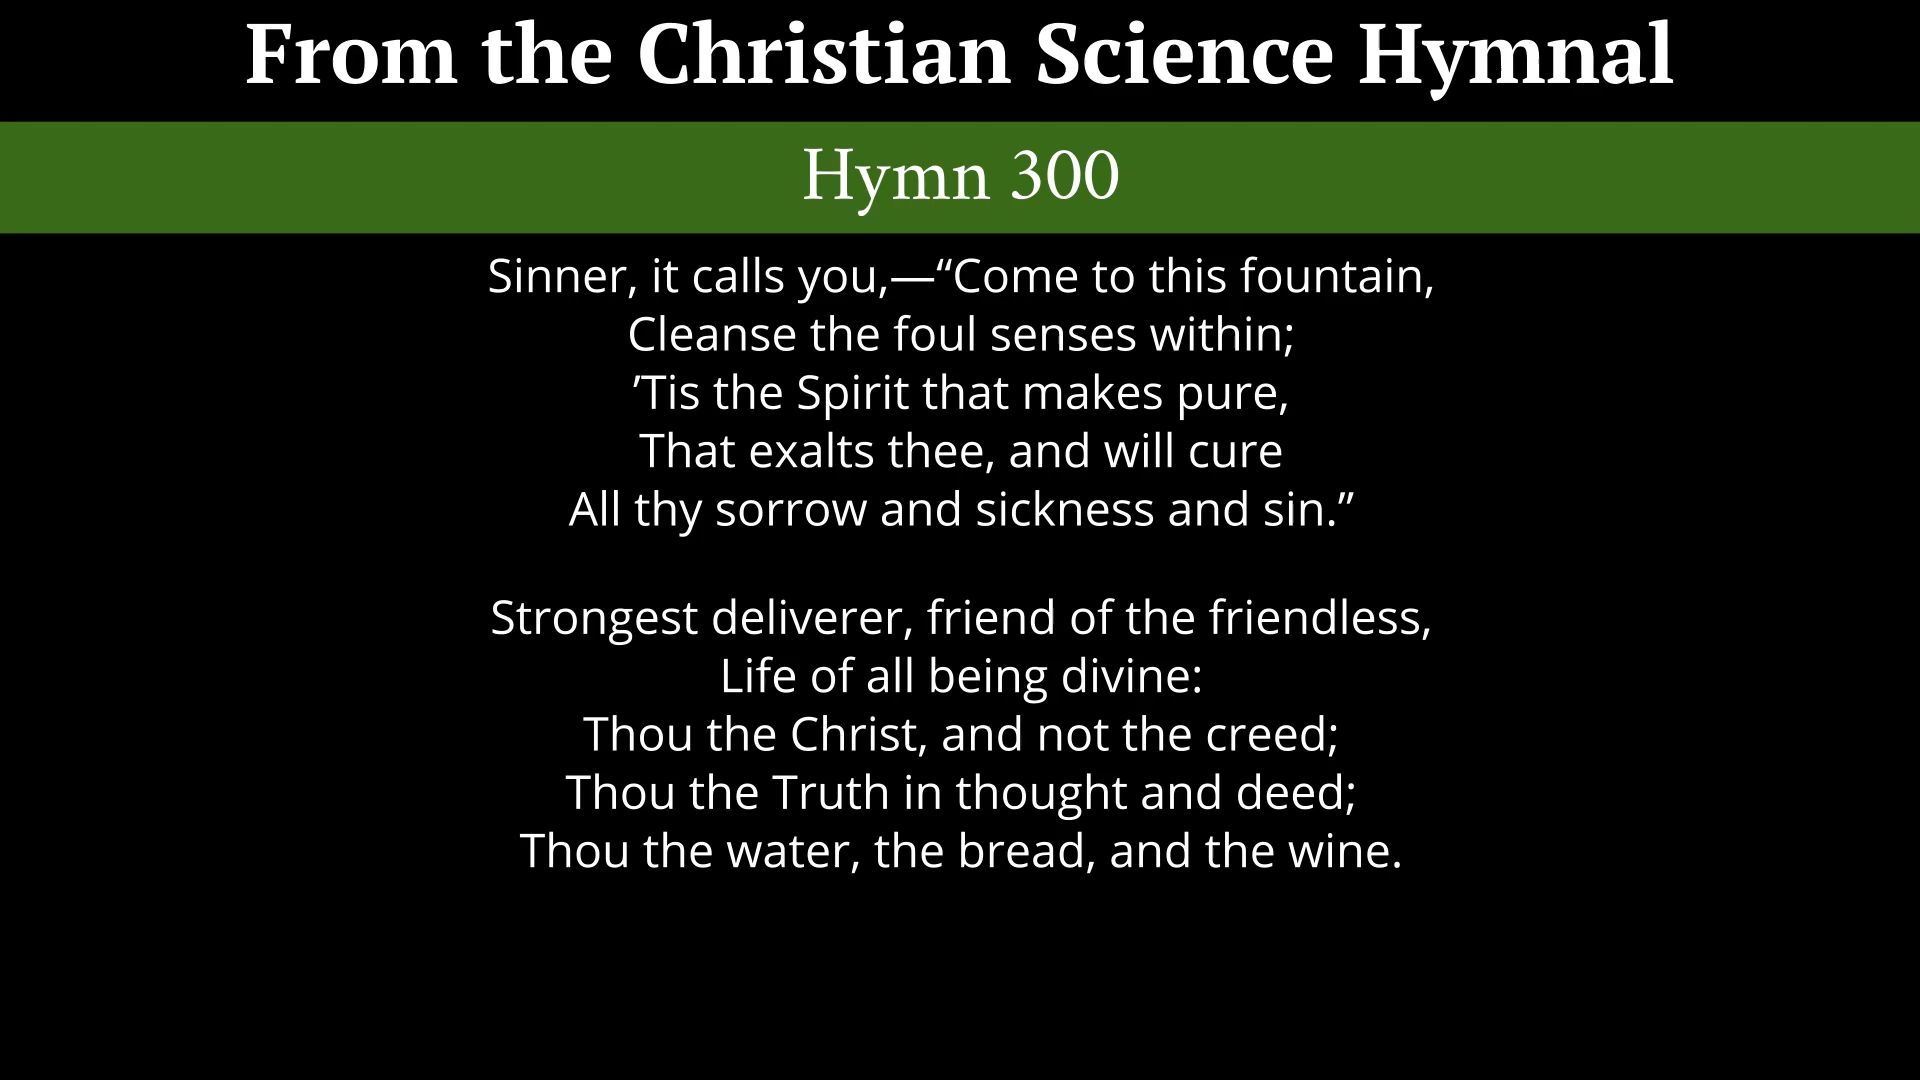 From the Christian Science Hymnal
Hymn 300
Sinner, it calls you,—“Come to this fountain,
Cleanse the foul senses within;
’Tis the Spirit that makes pure,
That exalts thee, and will cure
All thy sorrow and sickness and sin.”
Strongest deliverer, friend of the friendless,
Life of all being divine:
Thou the Christ, and not the creed;
Thou the Truth in thought and deed;
Thou the water, the bread, and the wine.